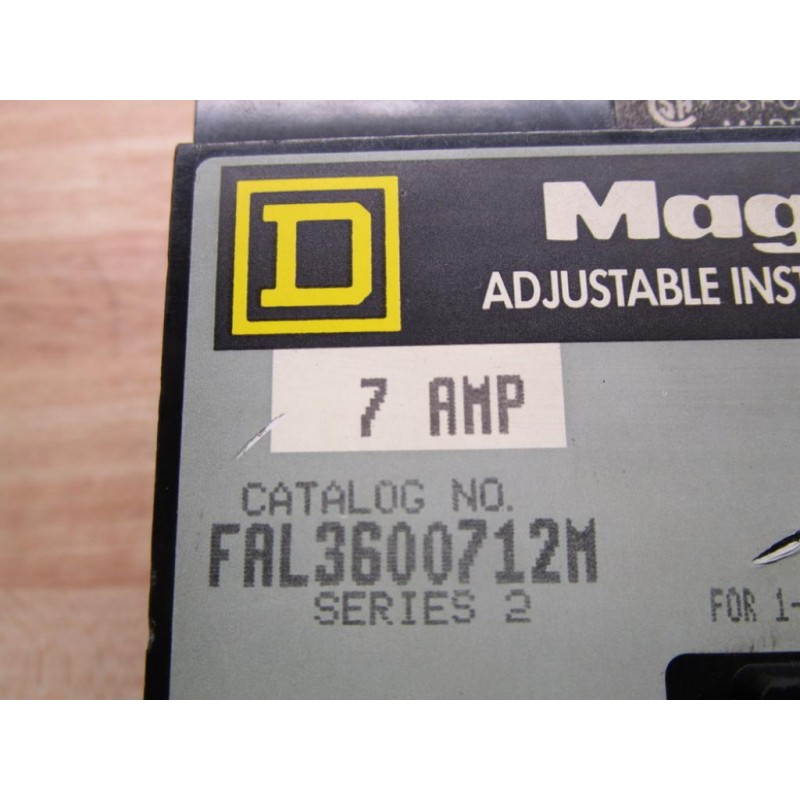 D
Mag
ADJUSTABLE INST
7 AMP
CATALOG NO.
FAL3600712M
SERIES 2
FOR 1-